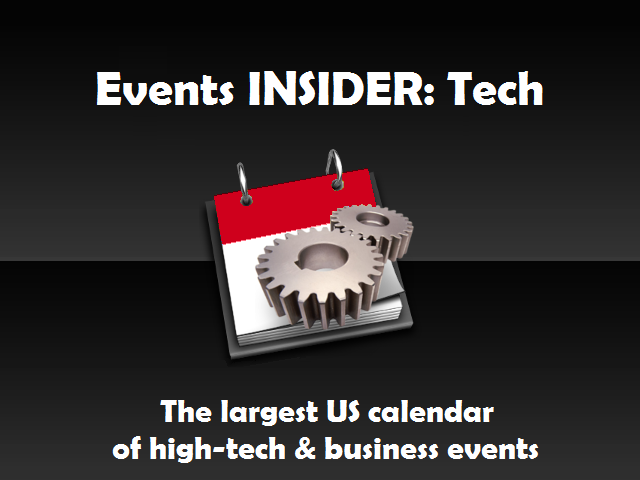 Events INSIDER: Tech
The largest US calendar
of high-tech & business events